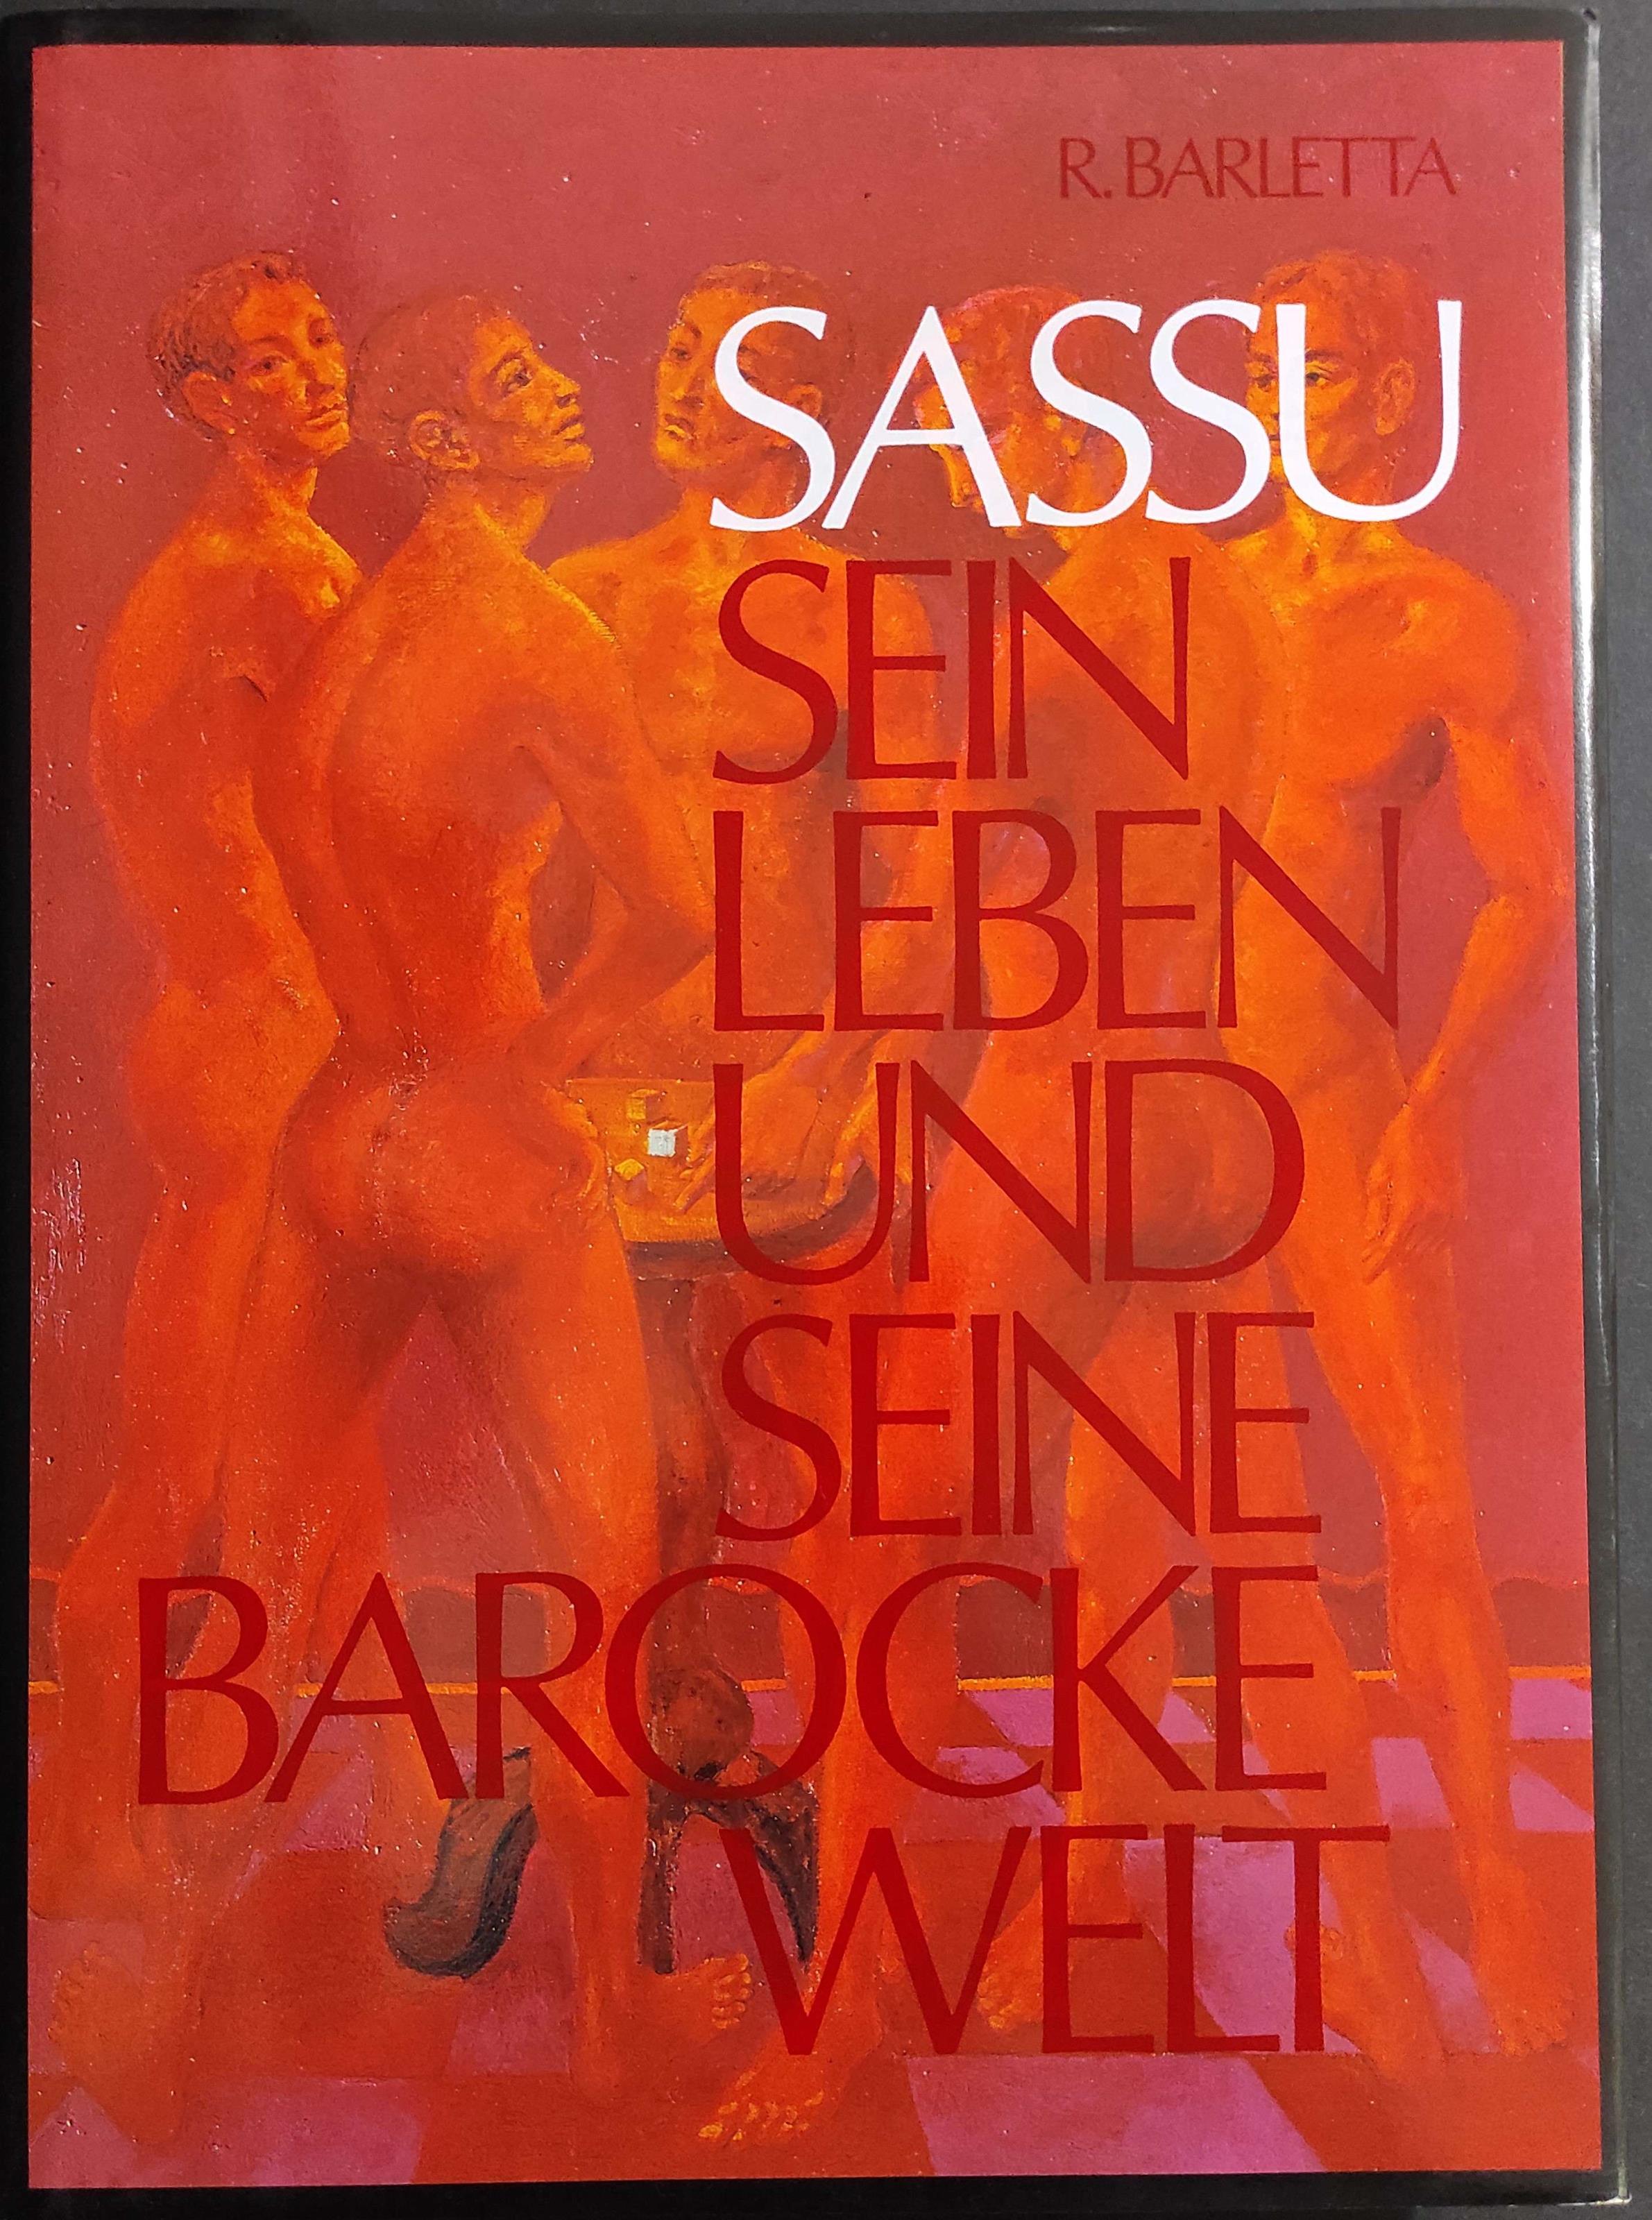 R. BARLETTA
SASSU
SEIN
LEBEN
UND
SEINE
BAROCKE
WELT